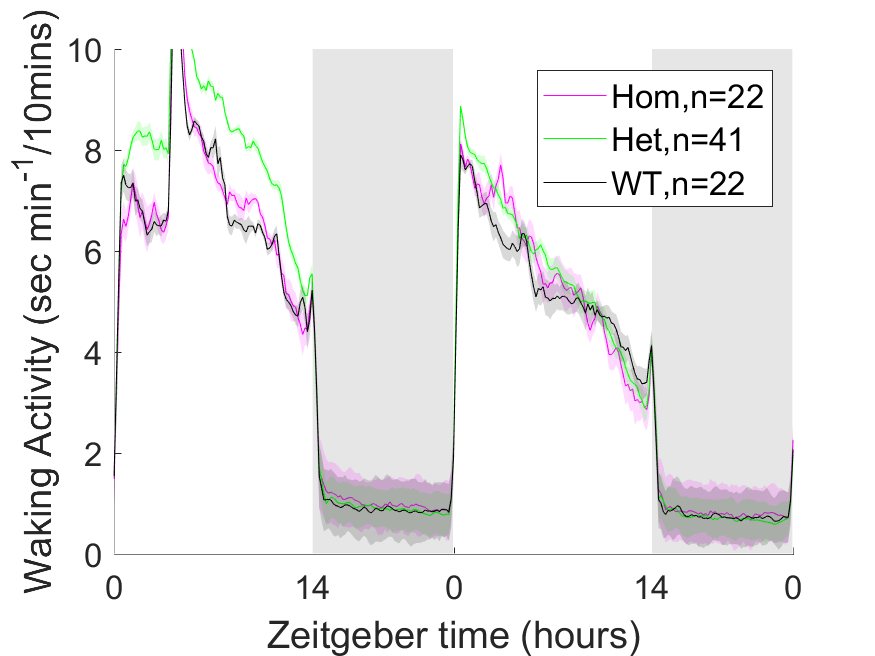 Waking Activity (sec min-1/10mins)
10
8
6
4
2
0
Hom,n=22
Het,n=41
WT,n=22
0 14 0 14 0
Zeitgeber time (hours)